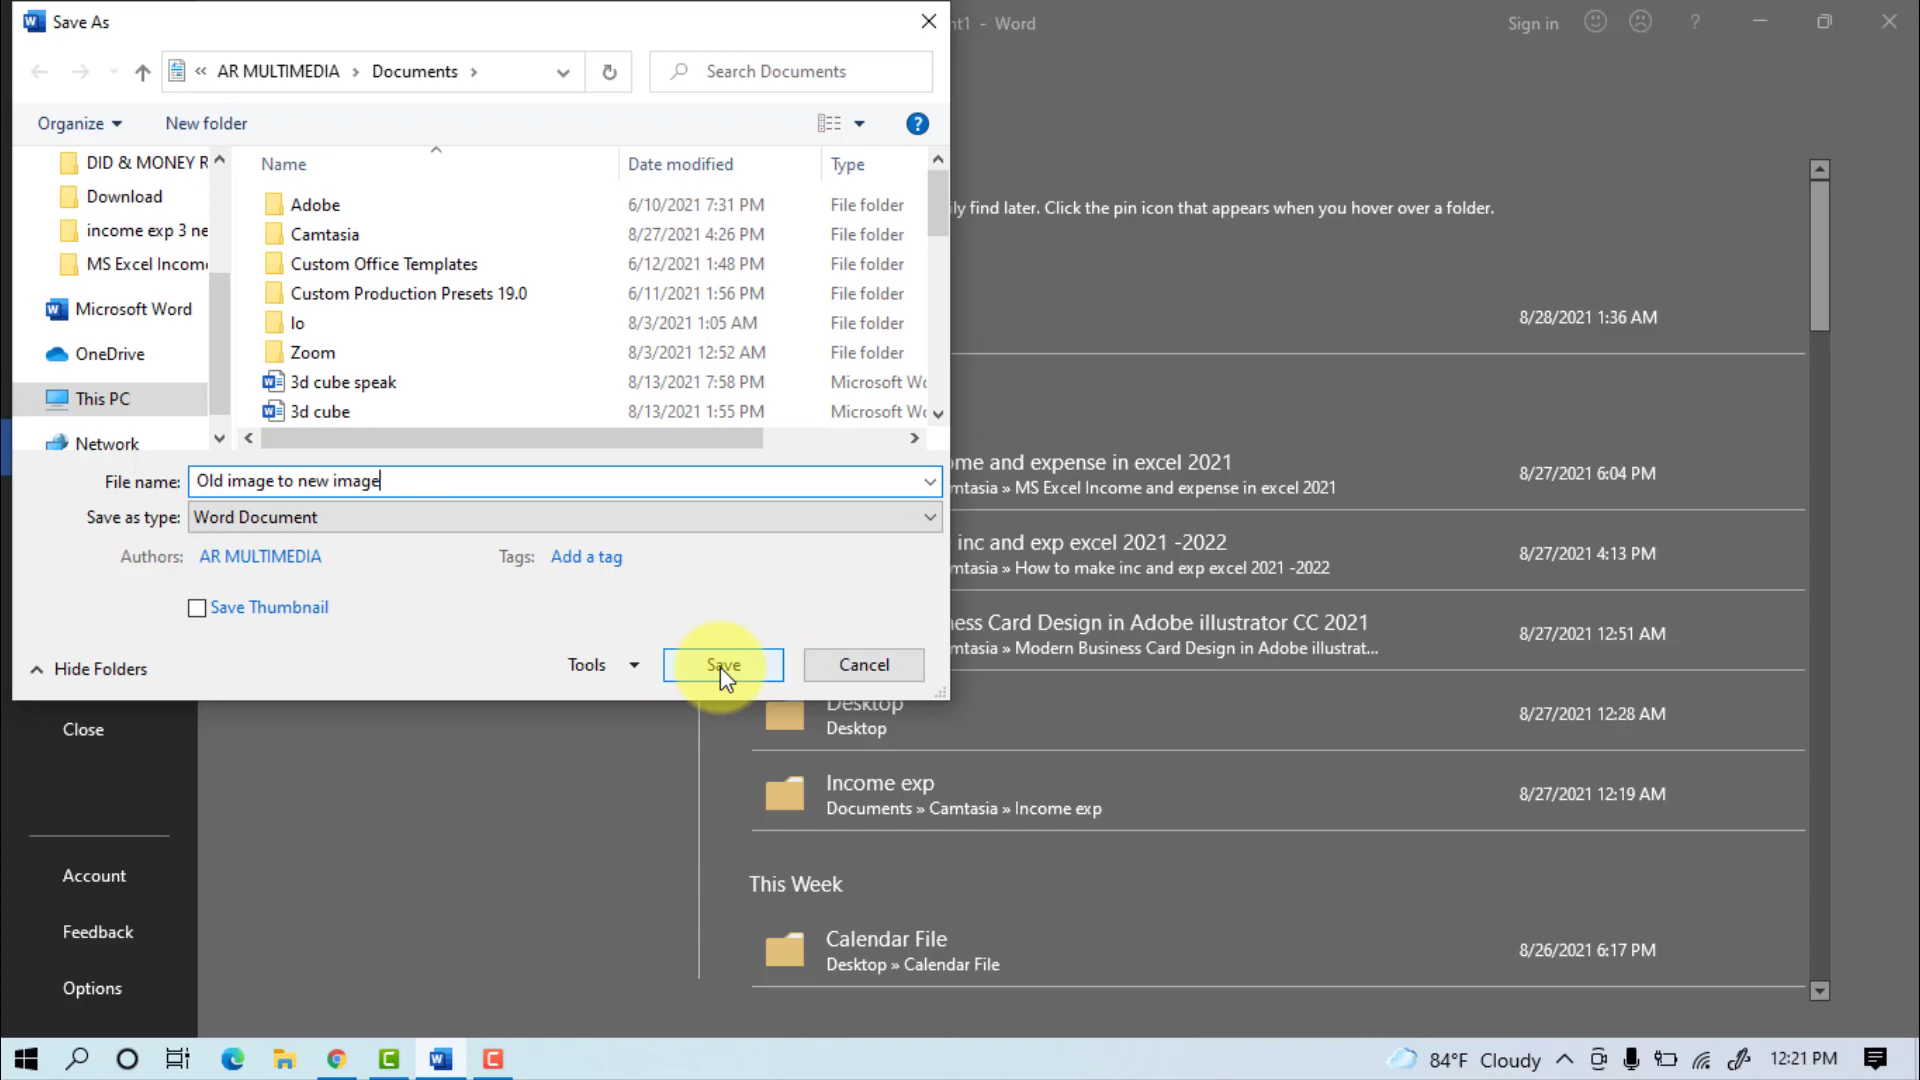 Save As
nt1 - Word
Sign in
?
« AR MULTIMEDIA > Documents >
Search Documents
Organize
New folder
?
Name
Date modified
Type
DID & MONEY R
Download
income exp 3 ne
MS Excel Incom
Microsoft Word
OneDrive
This PC
Network
Adobe 6/10/2021 7:31 PM File folder
Camtasia 8/27/2021 4:26 PM File folder
Custom Office Templates 6/12/2021 1:48 PM File folder
Custom Production Presets 19.0 6/11/2021 1:56 PM File folder
lo 8/3/2021 1:05 AM File folder
Zoom 8/3/2021 12:52 AM File folder
3d cube speak 8/13/2021 7:58 PM Microsoft Wo
3d cube 8/13/2021 1:55 PM Microsoft Wo
File name: Old image to new image
Save as type: Word Document
Authors: AR MULTIMEDIA
Tags: Add a tag
Save Thumbnail
Hide Folders
Tools
Save
Cancel
ily find later. Click the pin icon that appears when you hover over a folder.
8/28/2021 1:36 AM
me and expense in excel 2021
mtasia » MS Excel Income and expense in excel 2021
8/27/2021 6:04 PM
inc and exp excel 2021 -2022
mtasia » How to make inc and exp excel 2021 -2022
8/27/2021 4:13 PM
ness Card Design in Adobe illustrator CC 2021
mtasia » Modern Business Card Design in Adobe illustrat...
8/27/2021 12:51 AM
Desktop
Desktop
8/27/2021 12:28 AM
Income exp
Documents » Camtasia » Income exp
8/27/2021 12:19 AM
This Week
Calendar File
Desktop » Calendar File
8/26/2021 6:17 PM
Close
Account
Feedback
Options
84°F Cloudy
12:21 PM